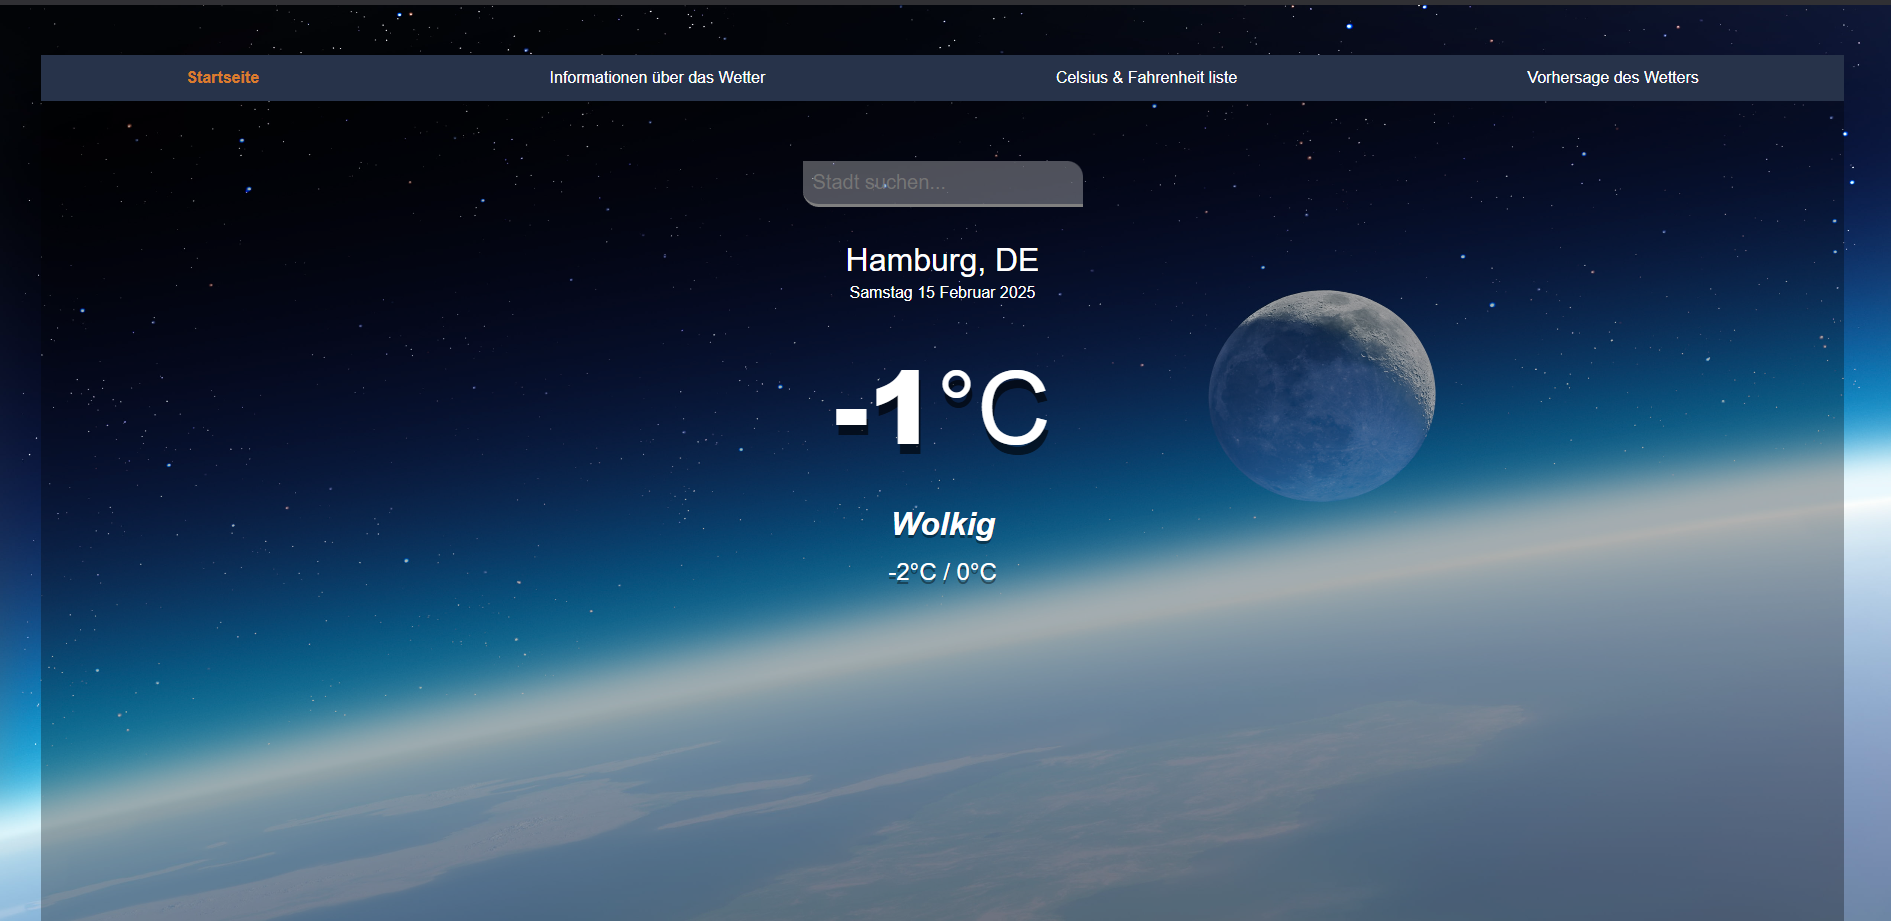 Startseite Informationen über das Wetter Celsius & Fahrenheit liste Vorhersage des Wetters
Stadt suchen...
Hamburg, DE
Samstag 15 Februar 2025
-1°C
Wolkig
-2°C / 0°C